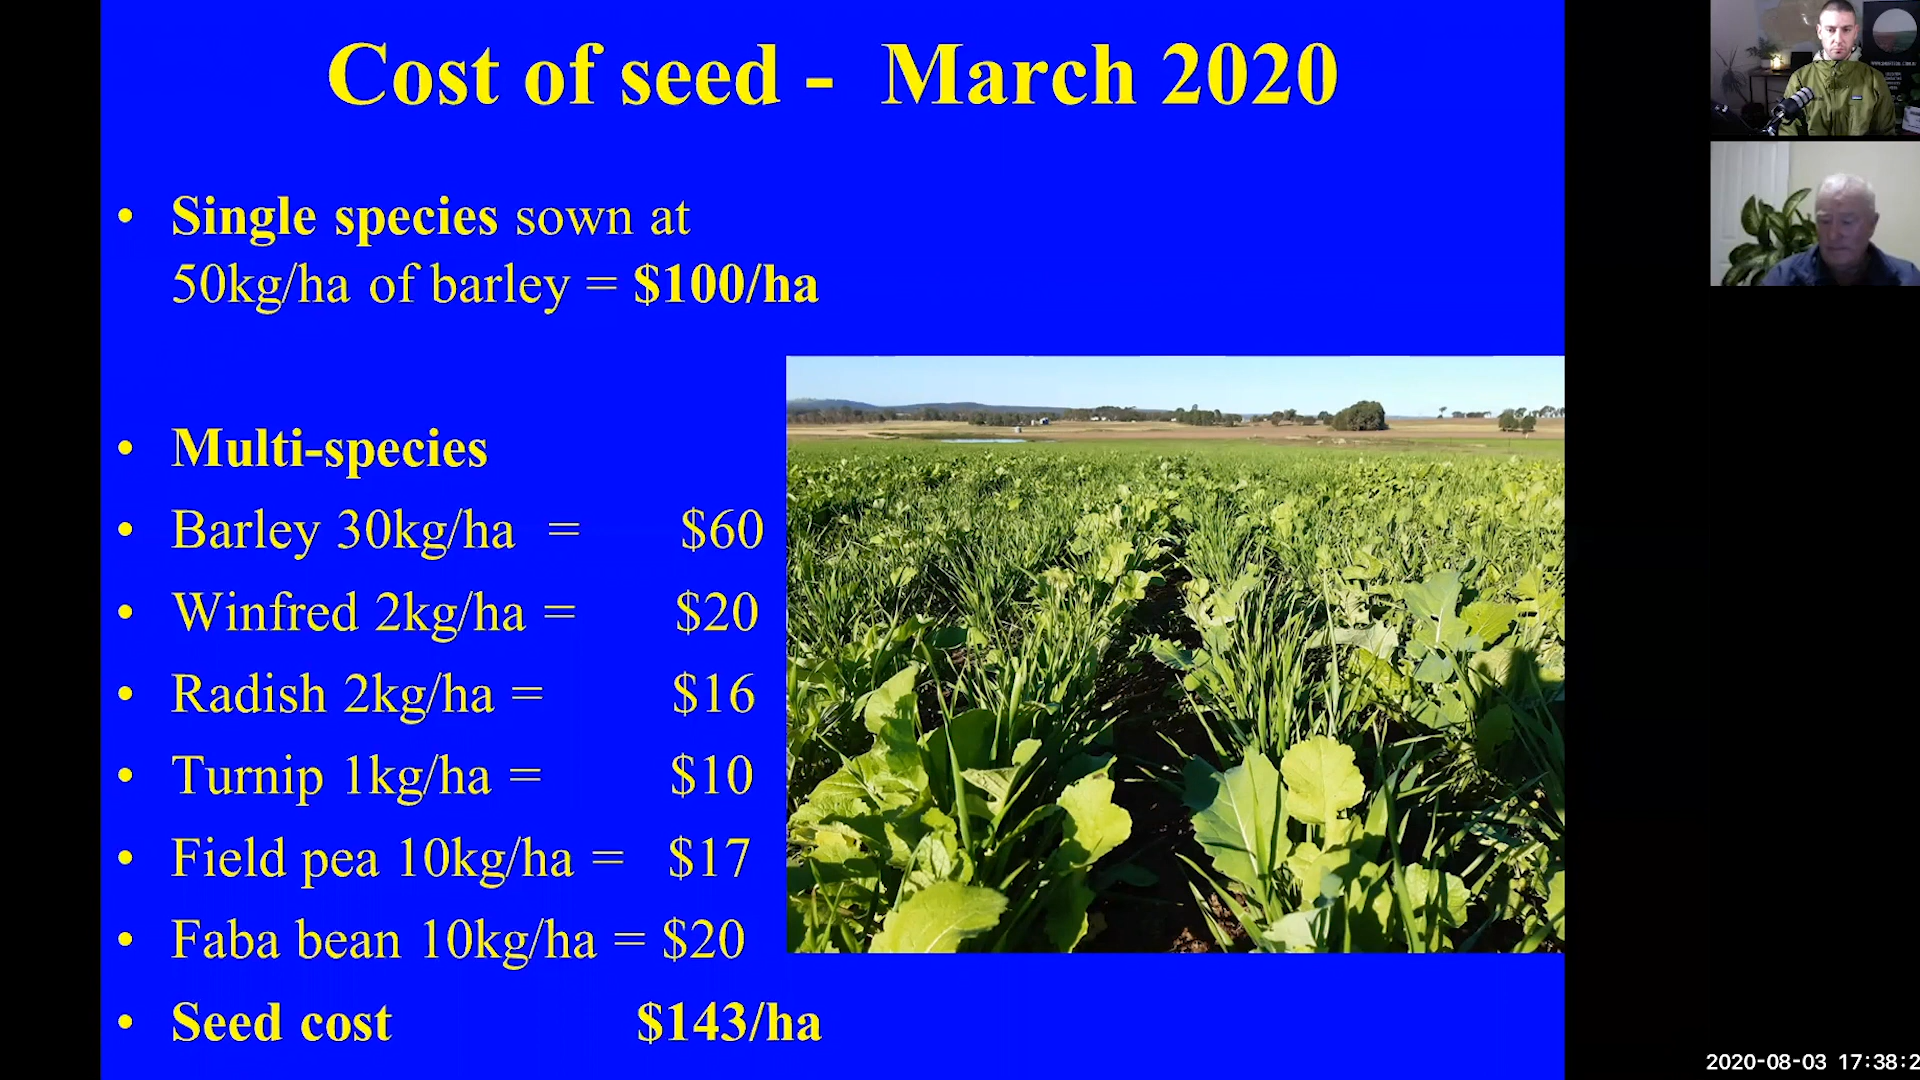 Cost of seed - March 2020
• Single species sown at
50kg/ha of barley = $100/ha
• Multi-species
• Barley 30kg/ha = $60
• Winfred 2kg/ha = $20
• Radish 2kg/ha = $16
• Turnip 1kg/ha = $10
• Field pea 10kg/ha = $17
• Faba bean 10kg/ha = $20
• Seed cost $143/ha
2020-08-03 17:38:2